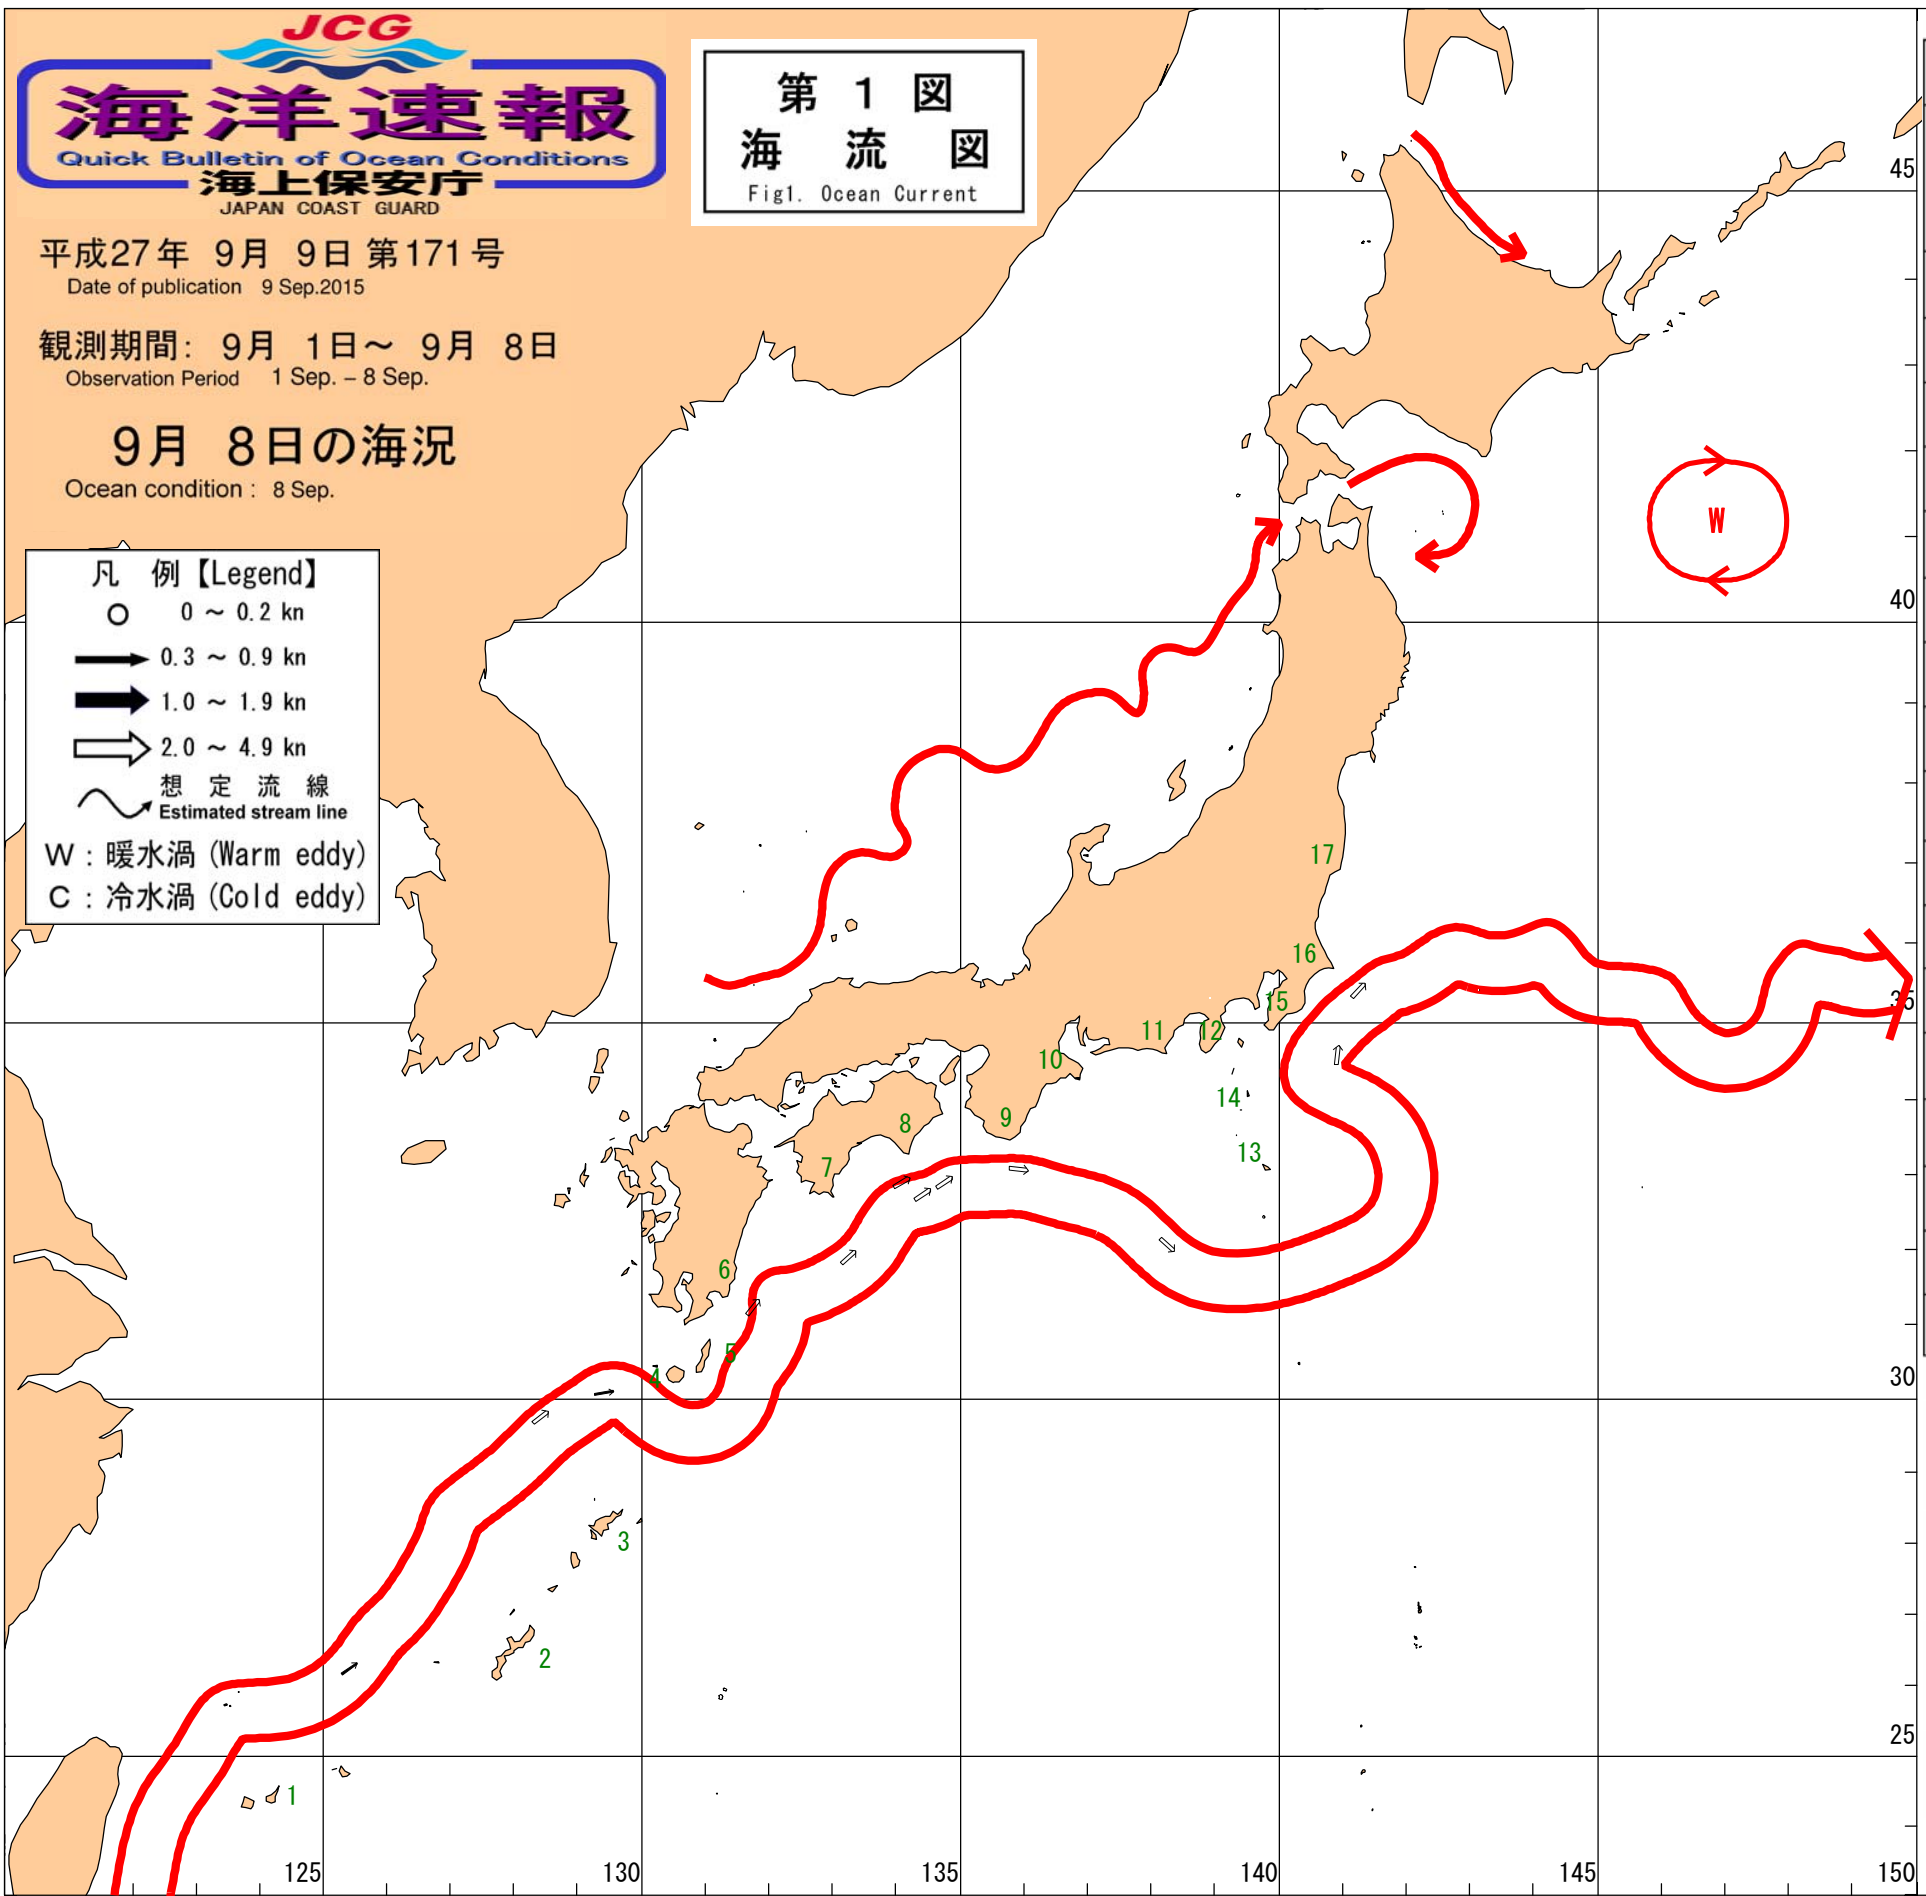 JCG
海洋速報
Quick Bulletin of Ocean Conditions
海上保安庁
JAPAN COAST GUARD
平成27年 9月 9日 第171号
Date of publication 9 Sep.2015
観測期間: 9月 1日～ 9月 8日
Observation Period 1 Sep. – 8 Sep.
9月 8日の海況
Ocean condition : 8 Sep.
第 1 図
海 流 図
Fig1. Ocean Current
凡 例【Legend】
0 ～ 0.2 kn
0.3 ～ 0.9 kn
1.0 ～ 1.9 kn
2.0 ～ 4.9 kn
想 定 流 線
Estimated stream line
W : 暖水渦 (Warm eddy)
C : 冷水渦 (Cold eddy)
45
W
40
17
16
35
15
12
11
10
14
9
8
13
7
6
5
4
30
3
2
25
1
125
130
135
140
145
150